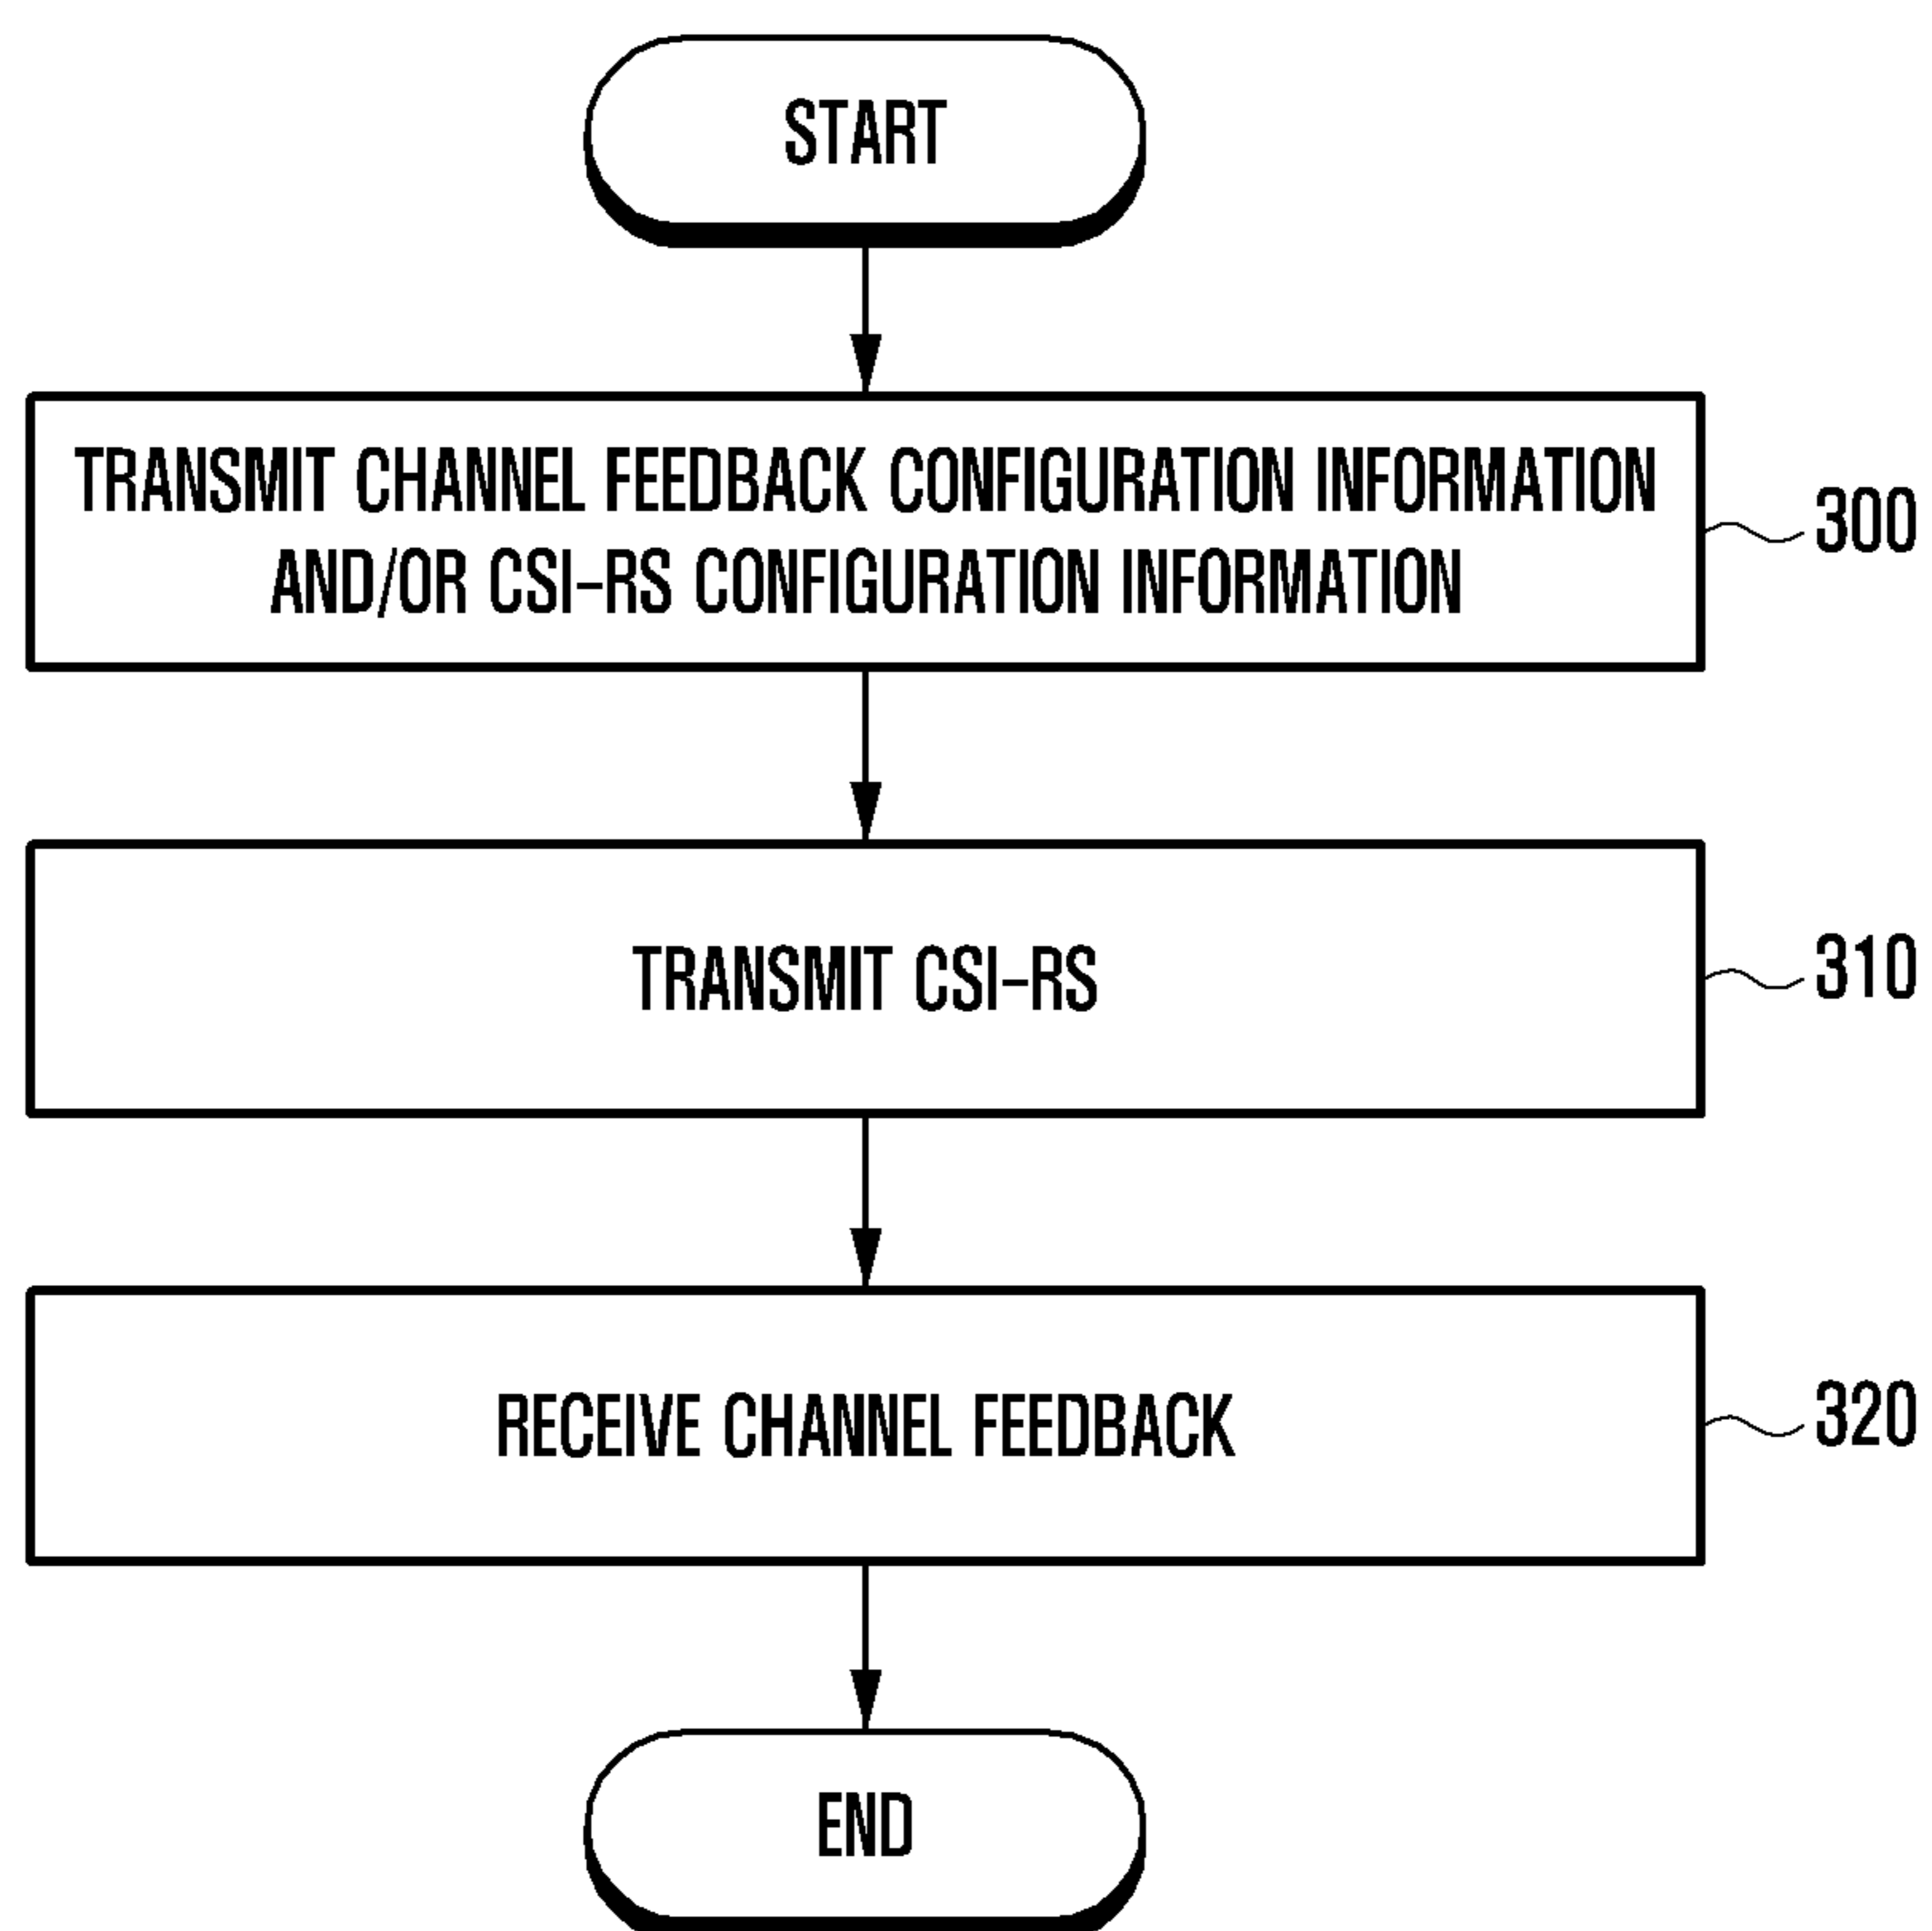 START
TRANSMIT CHANNEL FEEDBACK CONFIGURATION INFORMATION
AND/OR CSI-RS CONFIGURATION INFORMATION
300
TRANSMIT CSI-RS
310
RECEIVE CHANNEL FEEDBACK
320
END